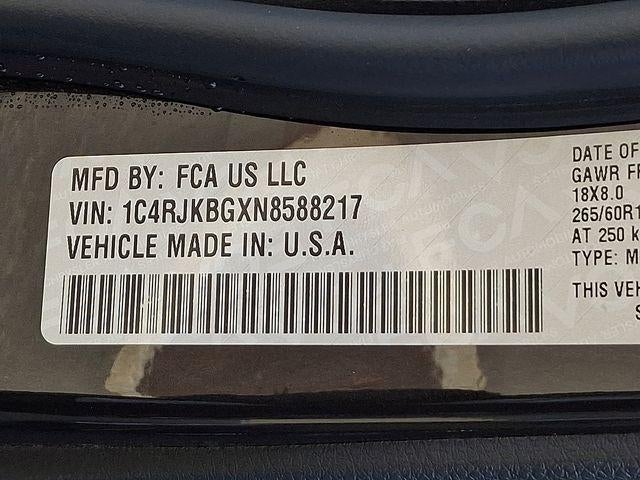 MFD BY: FCA US LLC
VIN: 1C4RJKBGXN8588217
VEHICLE MADE IN: U.S.A.
DATE OF
GAWR FR
18X8.0
265/60R1
AT 250 k
TYPE: M
THIS VEH
S